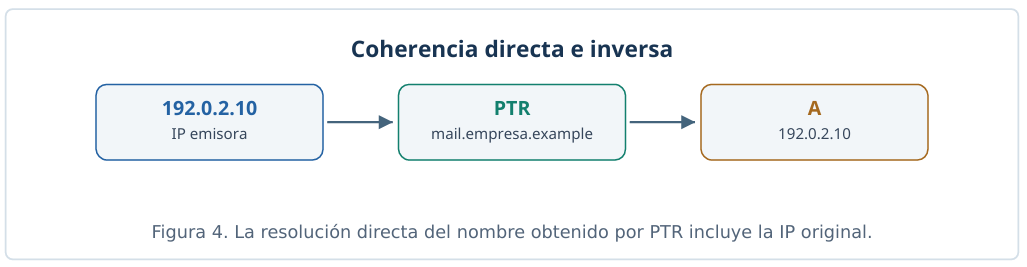 Coherencia directa e inversa
192.0.2.10
IP emisora
PTR
mail.empresa.example
A
192.0.2.10
Figura 4. La resolución directa del nombre obtenido por PTR incluye la IP original.